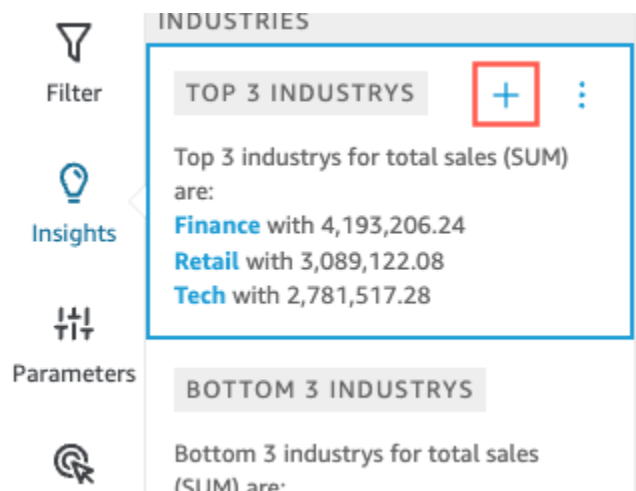 INDUSTRIES
Filter
TOP 3 INDUSTRYS
Top 3 industrys for total sales (SUM)
are:
Finance with 4,193,206.24
Retail with 3,089,122.08
Tech with 2,781,517.28
Insights
Parameters
BOTTOM 3 INDUSTRYS
Bottom 3 industrys for total sales
(SUM) are: